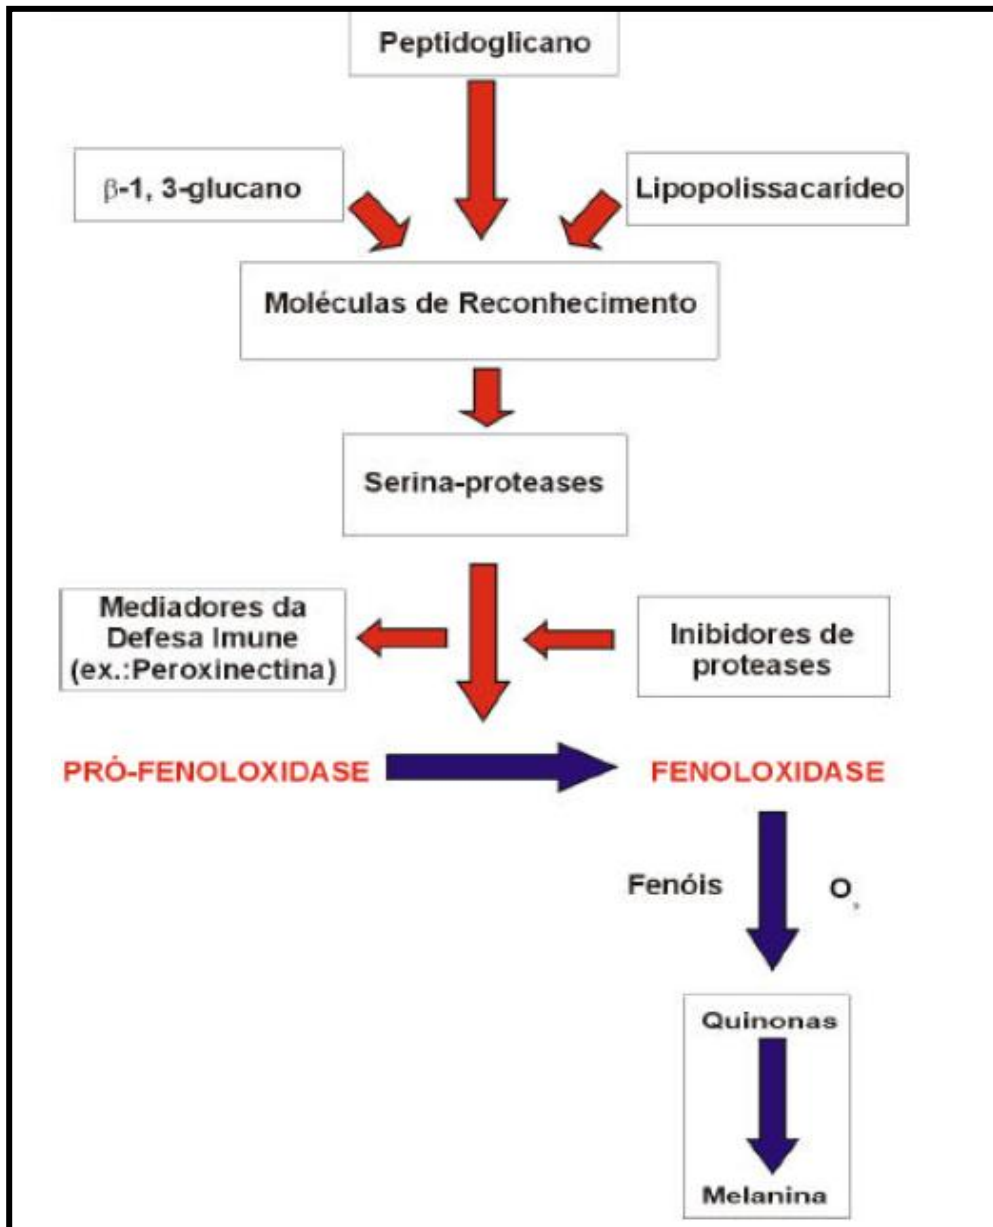 Peptidoglicano
β-1, 3-glucano
Lipopolissacarídeo
Moléculas de Reconhecimento
Serina-proteases
Mediadores da
Defesa Imune
(ex.:Peroxinectina)
Inibidores de
proteases
PRÓ-FENOLOXIDASE
FENOLOXIDASE
Fenóis
O
Quinonas
Melanina